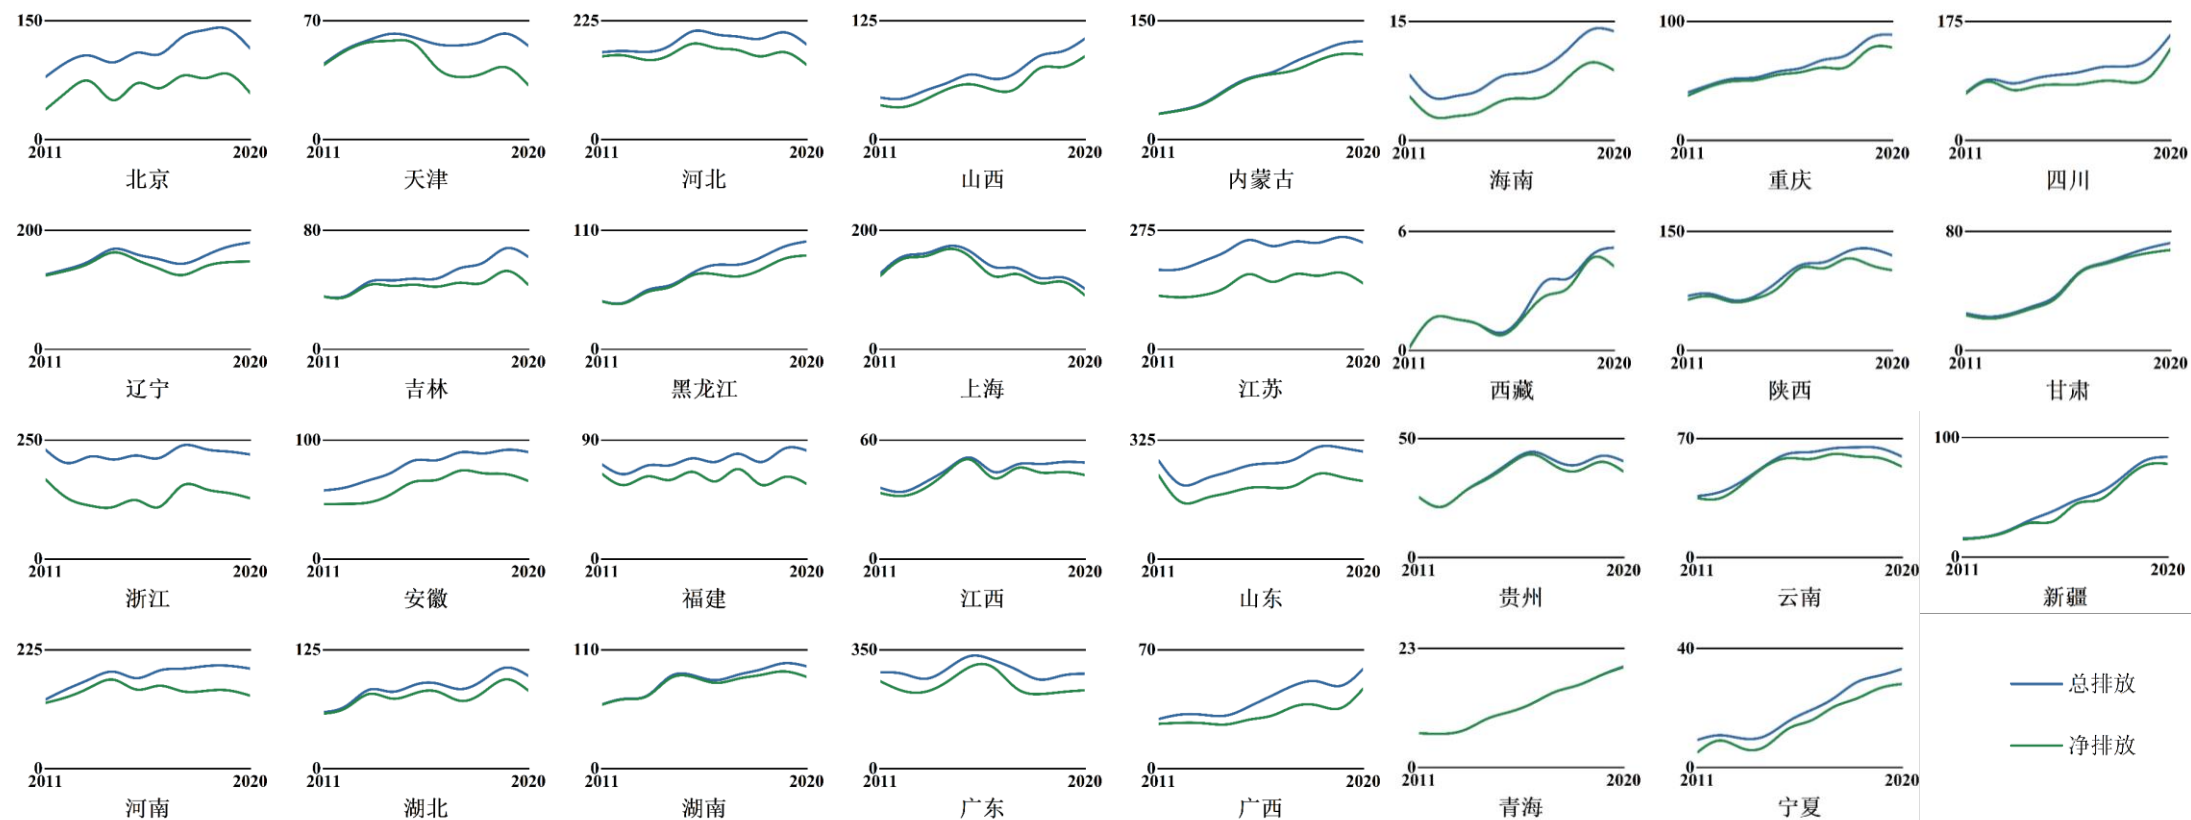 150 70 225 125 150 15 100 175
0 0 0 0 0 0 0 0
2011 2020 2011 2020 2011 2020 2011 2020 2011 2020 2011 2020 2011 2020 2011 2020
北京 天津 河北 山西 内蒙古 海南 重庆 四川
200 80 110 200 275 6 150 80
0 0 0 0 0 0 0 0
2011 2020 2011 2020 2011 2020 2011 2020 2011 2020 2011 2020 2011 2020 2011 2020
辽宁 吉林 黑龙江 上海 江苏 西藏 陕西 甘肃
250 100 90 60 325 50 70 100
0 0 0 0 0 0 0 0
2011 2020 2011 2020 2011 2020 2011 2020 2011 2020 2011 2020 2011 2020 2011 2020
浙江 安徽 福建 江西 山东 贵州 云南 新疆
225 125 110 350 70 23 40
总排放
净排放
0 0 0 0 0 0 0
2011 2020 2011 2020 2011 2020 2011 2020 2011 2020 2011 2020 2011 2020
河南 湖北 湖南 广东 广西 青海 宁夏